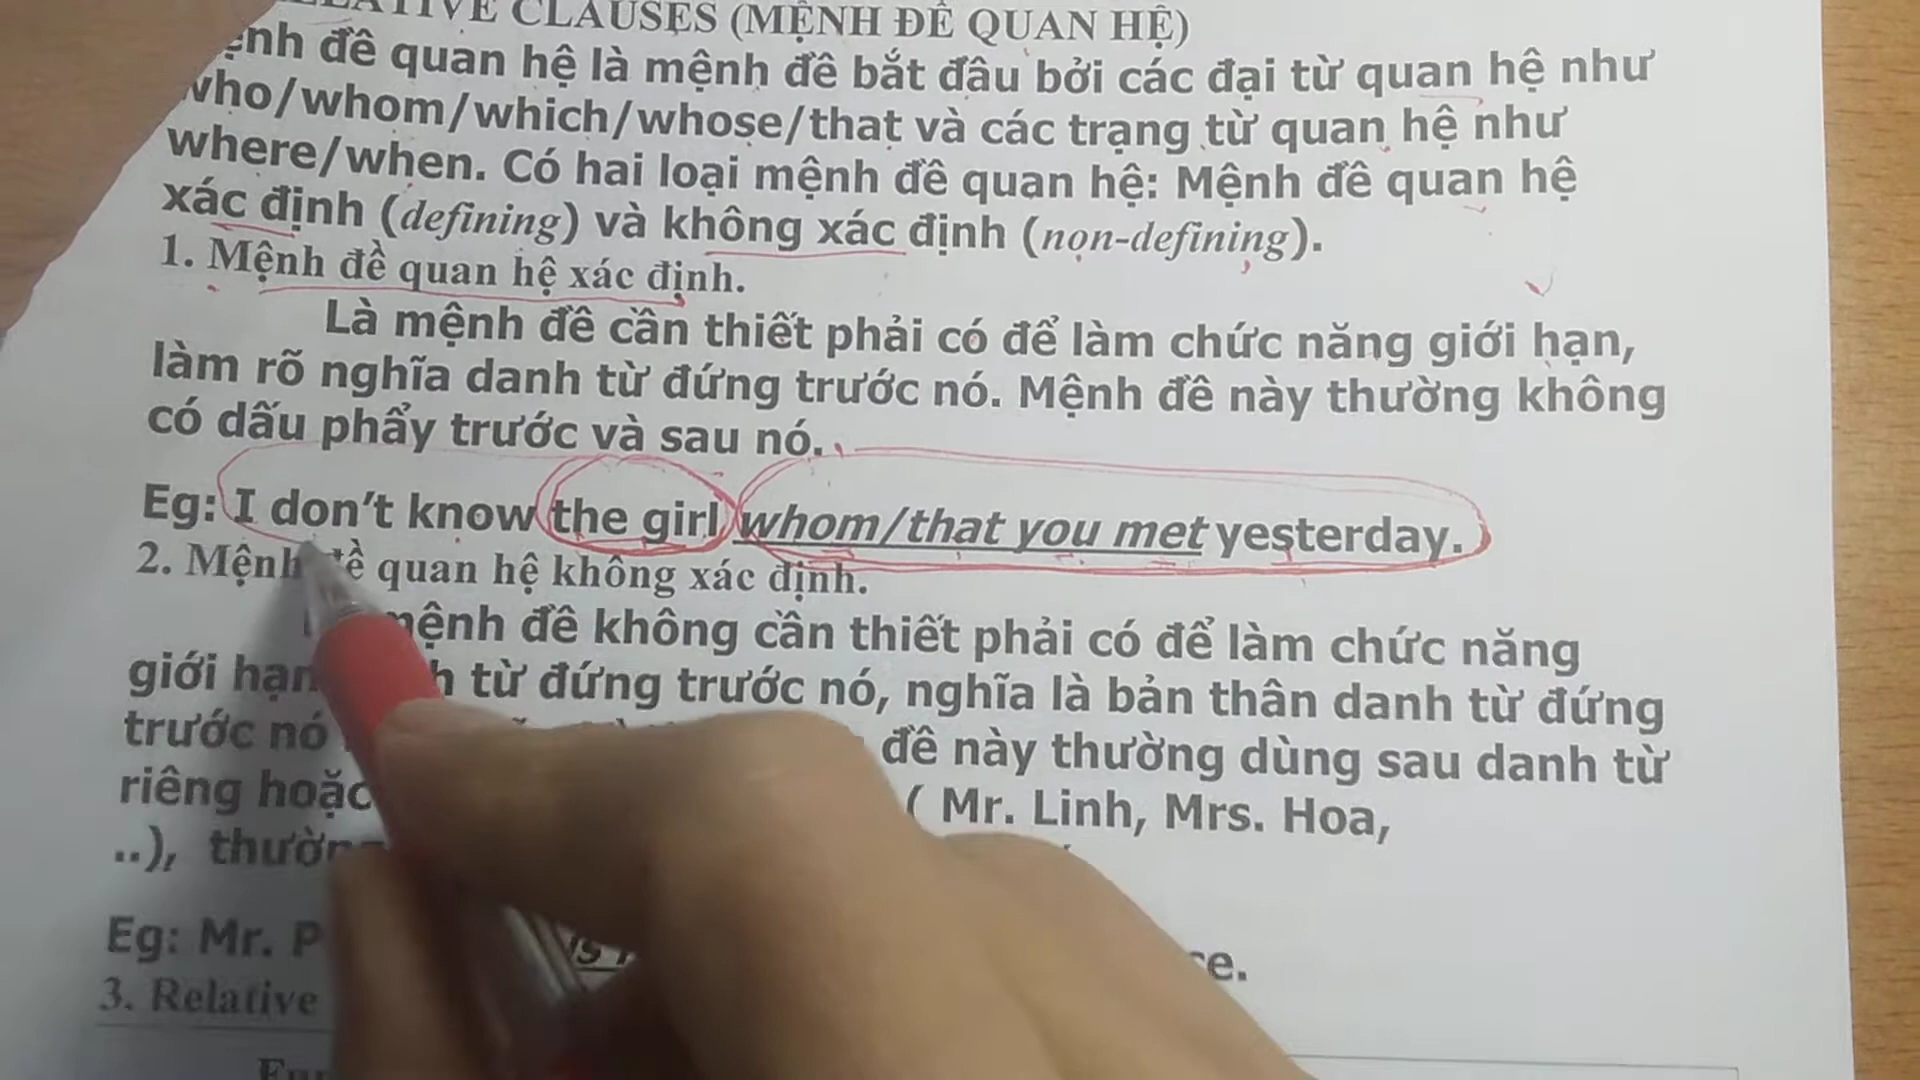 CLAUSES (MỆNH ĐỀ QUAN HỆ)
đề quan hệ là mệnh đề bắt đầu bởi các đại từ quan hệ như
who/whom/which/whose/that và các trạng từ quan hệ như
where/when. Có hai loại mệnh đề quan hệ: Mệnh đề quan hệ
xác định (defining) và không xác định (non-defining).
1. Mệnh đề quan hệ xác định.
Là mệnh đề cần thiết phải có để làm chức năng giới hạn,
làm rõ nghĩa danh từ đứng trước nó. Mệnh đề này thường không
có dấu phẩy trước và sau nó.
Eg: I don't know the girl whom/that you met yesterday.
2. Mệnh đề quan hệ không xác định.
mệnh đề không cần thiết phải có để làm chức năng
giới hạn từ đứng trước nó, nghĩa là bản thân danh từ đứng
trước nó đề này thường dùng sau danh từ
riêng hoặc ( Mr. Linh, Mrs. Hoa,
..),
Eg: Mr.
3. Relative